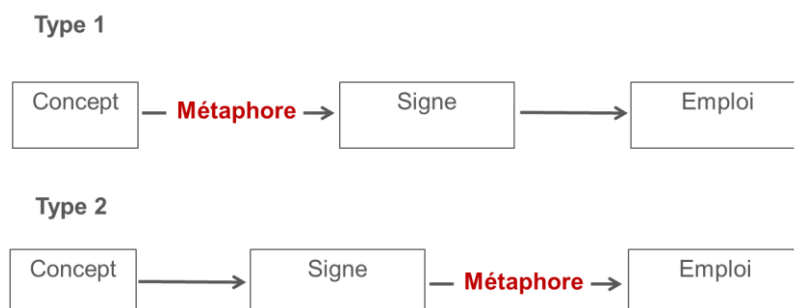 Type 1
Concept Métaphore Signe Emploi
Type 2
Concept Signe Métaphore Emploi